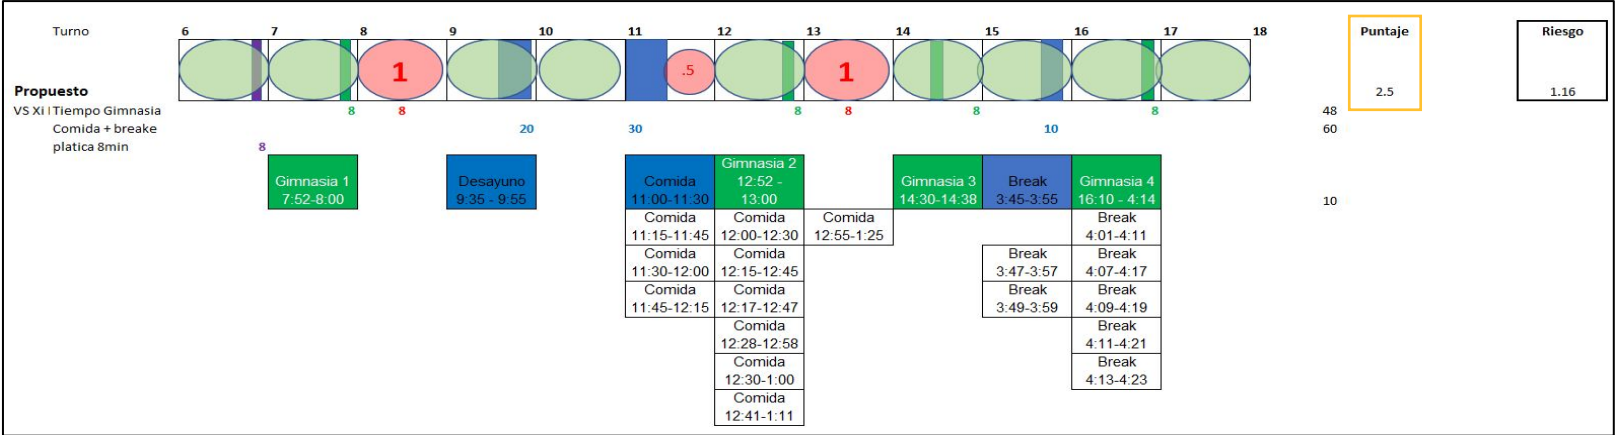 Turno 6 7 8 9 10 11 12 13 14 15 16 17 18 Puntaje Riesgo
1 .5 1
Propuesto 2.5 1.16
VS Xi Tiempo Gimnasia 8 8 8 8 8 8 48
Comida + breake 20 30 10 60
platica 8min 8
Gimnasia 1
7:52-8:00
Desayuno
9:35 - 9:55
Comida
11:00-11:30
Gimnasia 2
12:52 -
13:00
Gimnasia 3
14:30-14:38
Break
3:45-3:55
Gimnasia 4
16:10 - 4:14
10
Comida
11:15-11:45
Comida
12:00-12:30
Comida
12:55-1:25
Break
4:01-4:11
Comida
11:30-12:00
Comida
12:15-12:45
Break
3:47-3:57
Break
4:07-4:17
Comida
11:45-12:15
Comida
12:17-12:47
Break
3:49-3:59
Break
4:09-4:19
Comida
12:28-12:58
Break
4:11-4:21
Comida
12:30-1:00
Break
4:13-4:23
Comida
12:41-1:11